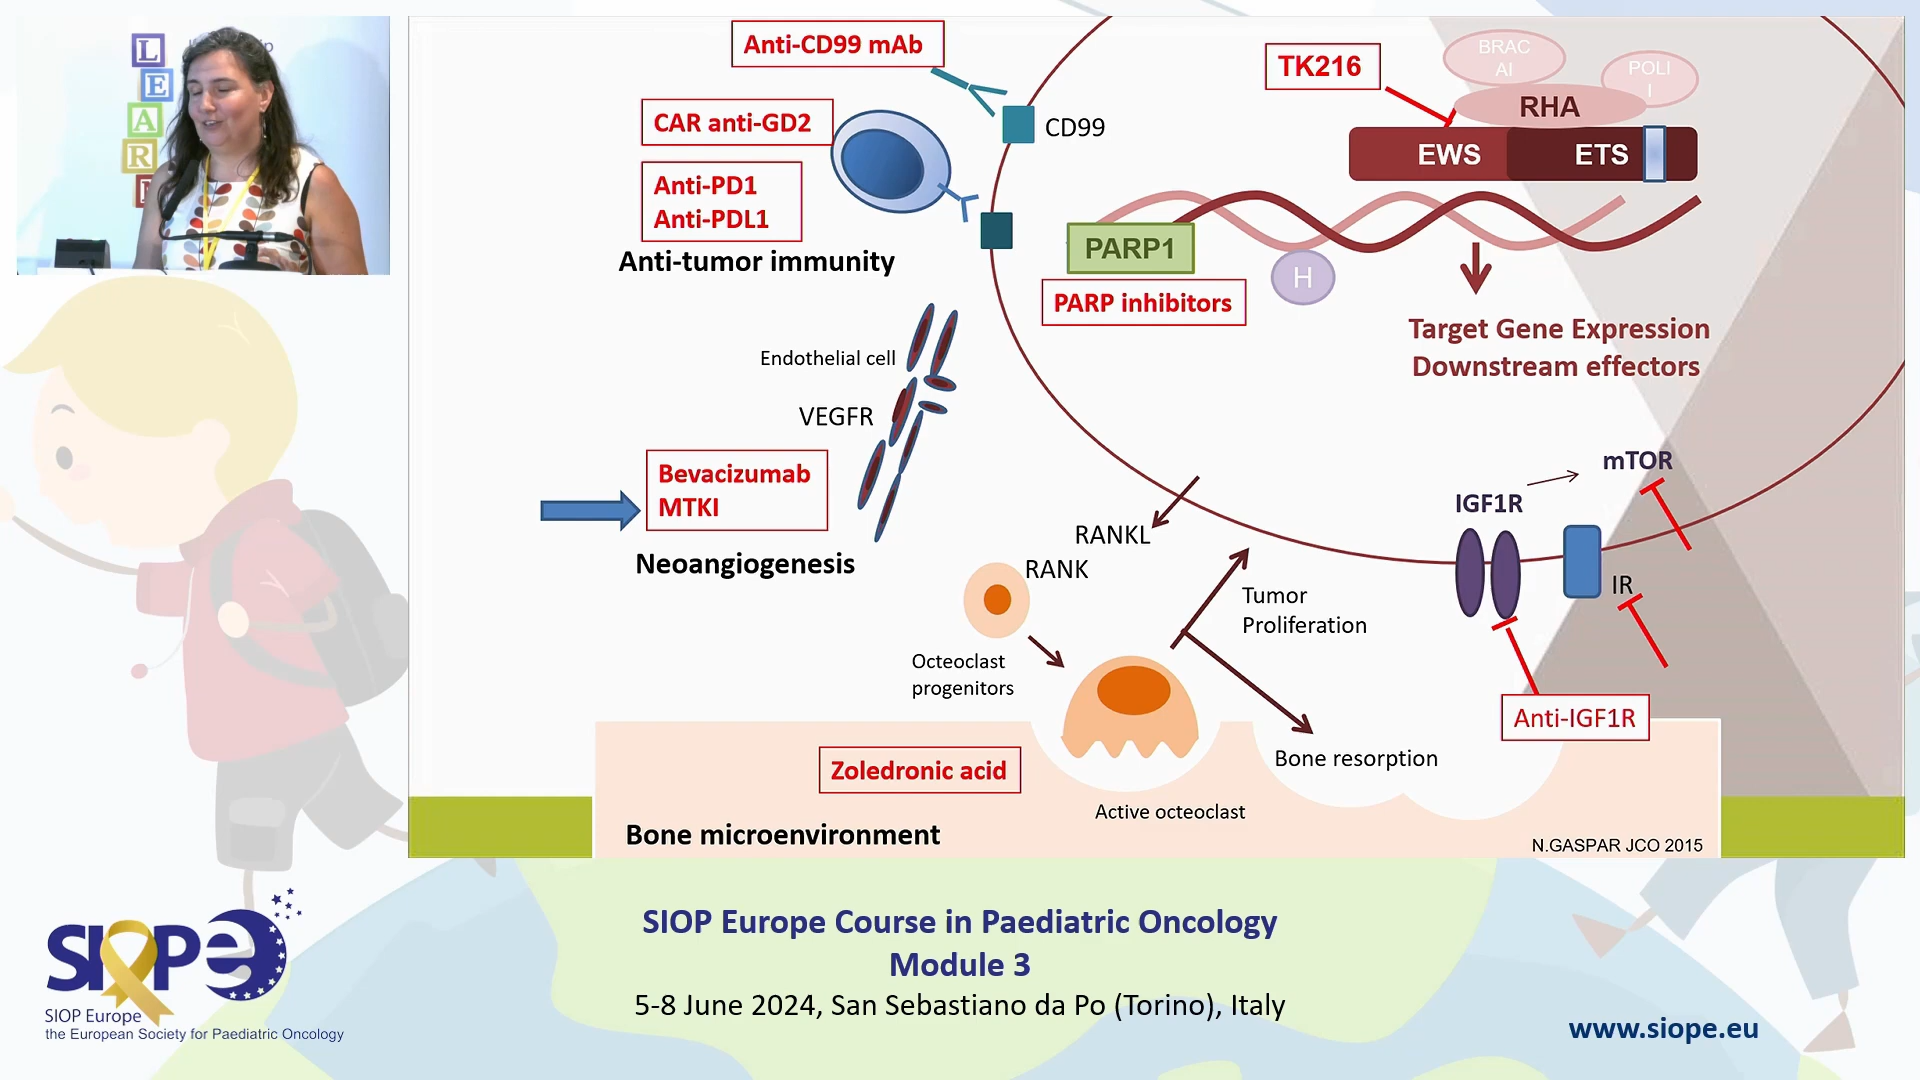 L
E
A
R
Anti-CD99 mAb
CD99
CAR anti-GD2
Anti-PD1
Anti-PDL1
Anti-tumor immunity
TK216
BRAC
AI
POLI
I
RHA
EWS
ETS
PARP1
H
PARP inhibitors
Target Gene Expression
Downstream effectors
Endothelial cell
VEGFR
Bevacizumab
MTKI
Neoangiogenesis
mTOR
IGF1R
IR
RANKL
RANK
Tumor
Proliferation
Octeoclast
progenitors
Anti-IGF1R
Bone resorption
Zoledronic acid
Active octeoclast
Bone microenvironment
N.GASPAR JCO 2015
SIOP Europe Course in Paediatric Oncology
Module 3
5-8 June 2024, San Sebastiano da Po (Torino), Italy
SIOPe
SIOP Europe
the European Society for Paediatric Oncology
www.siope.eu